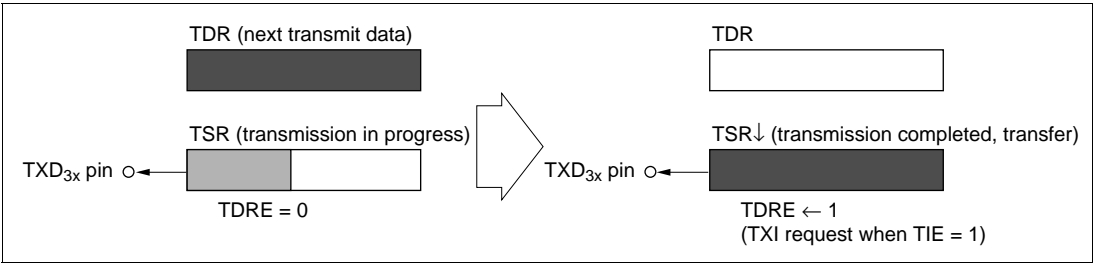 TDR (next transmit data)
TSR (transmission in progress)
TXD3x pin
TDRE = 0
TDR
TSR↓ (transmission completed, transfer)
TXD3x pin
TDRE ← 1
(TXI request when TIE = 1)